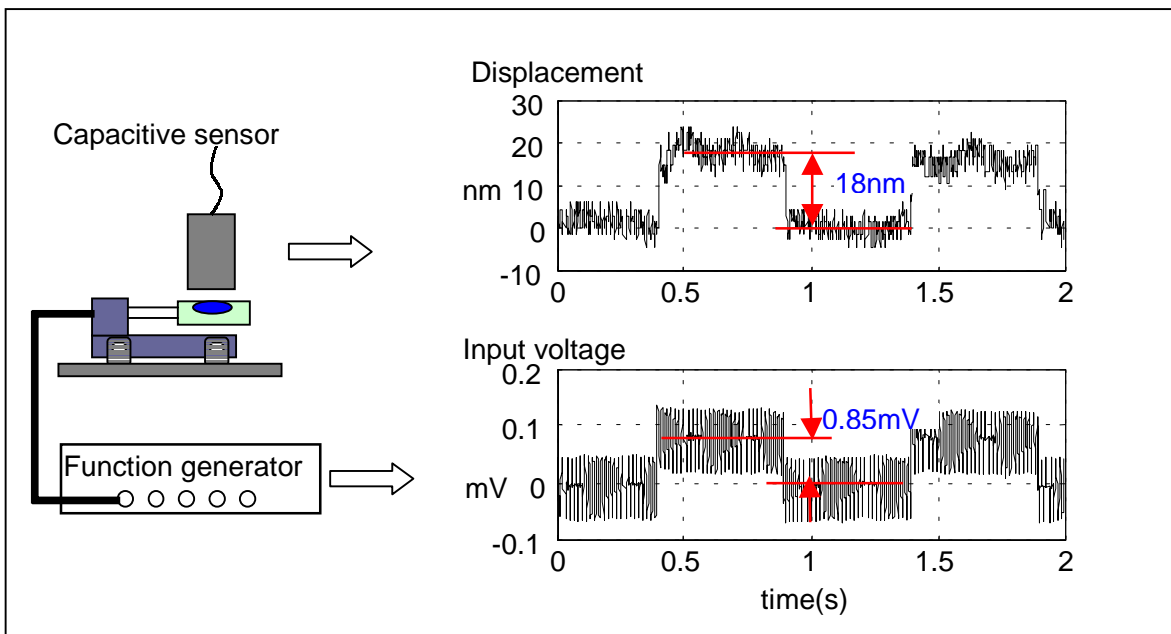 Displacement
30
20
nm
10
0
-10
18nm
0 0.5 1 1.5 2
Capacitive sensor
Input voltage
0.2
0.1
mV
0
-0.1
0.85mV
0 0.5 1 1.5 2
time(s)
Function generator